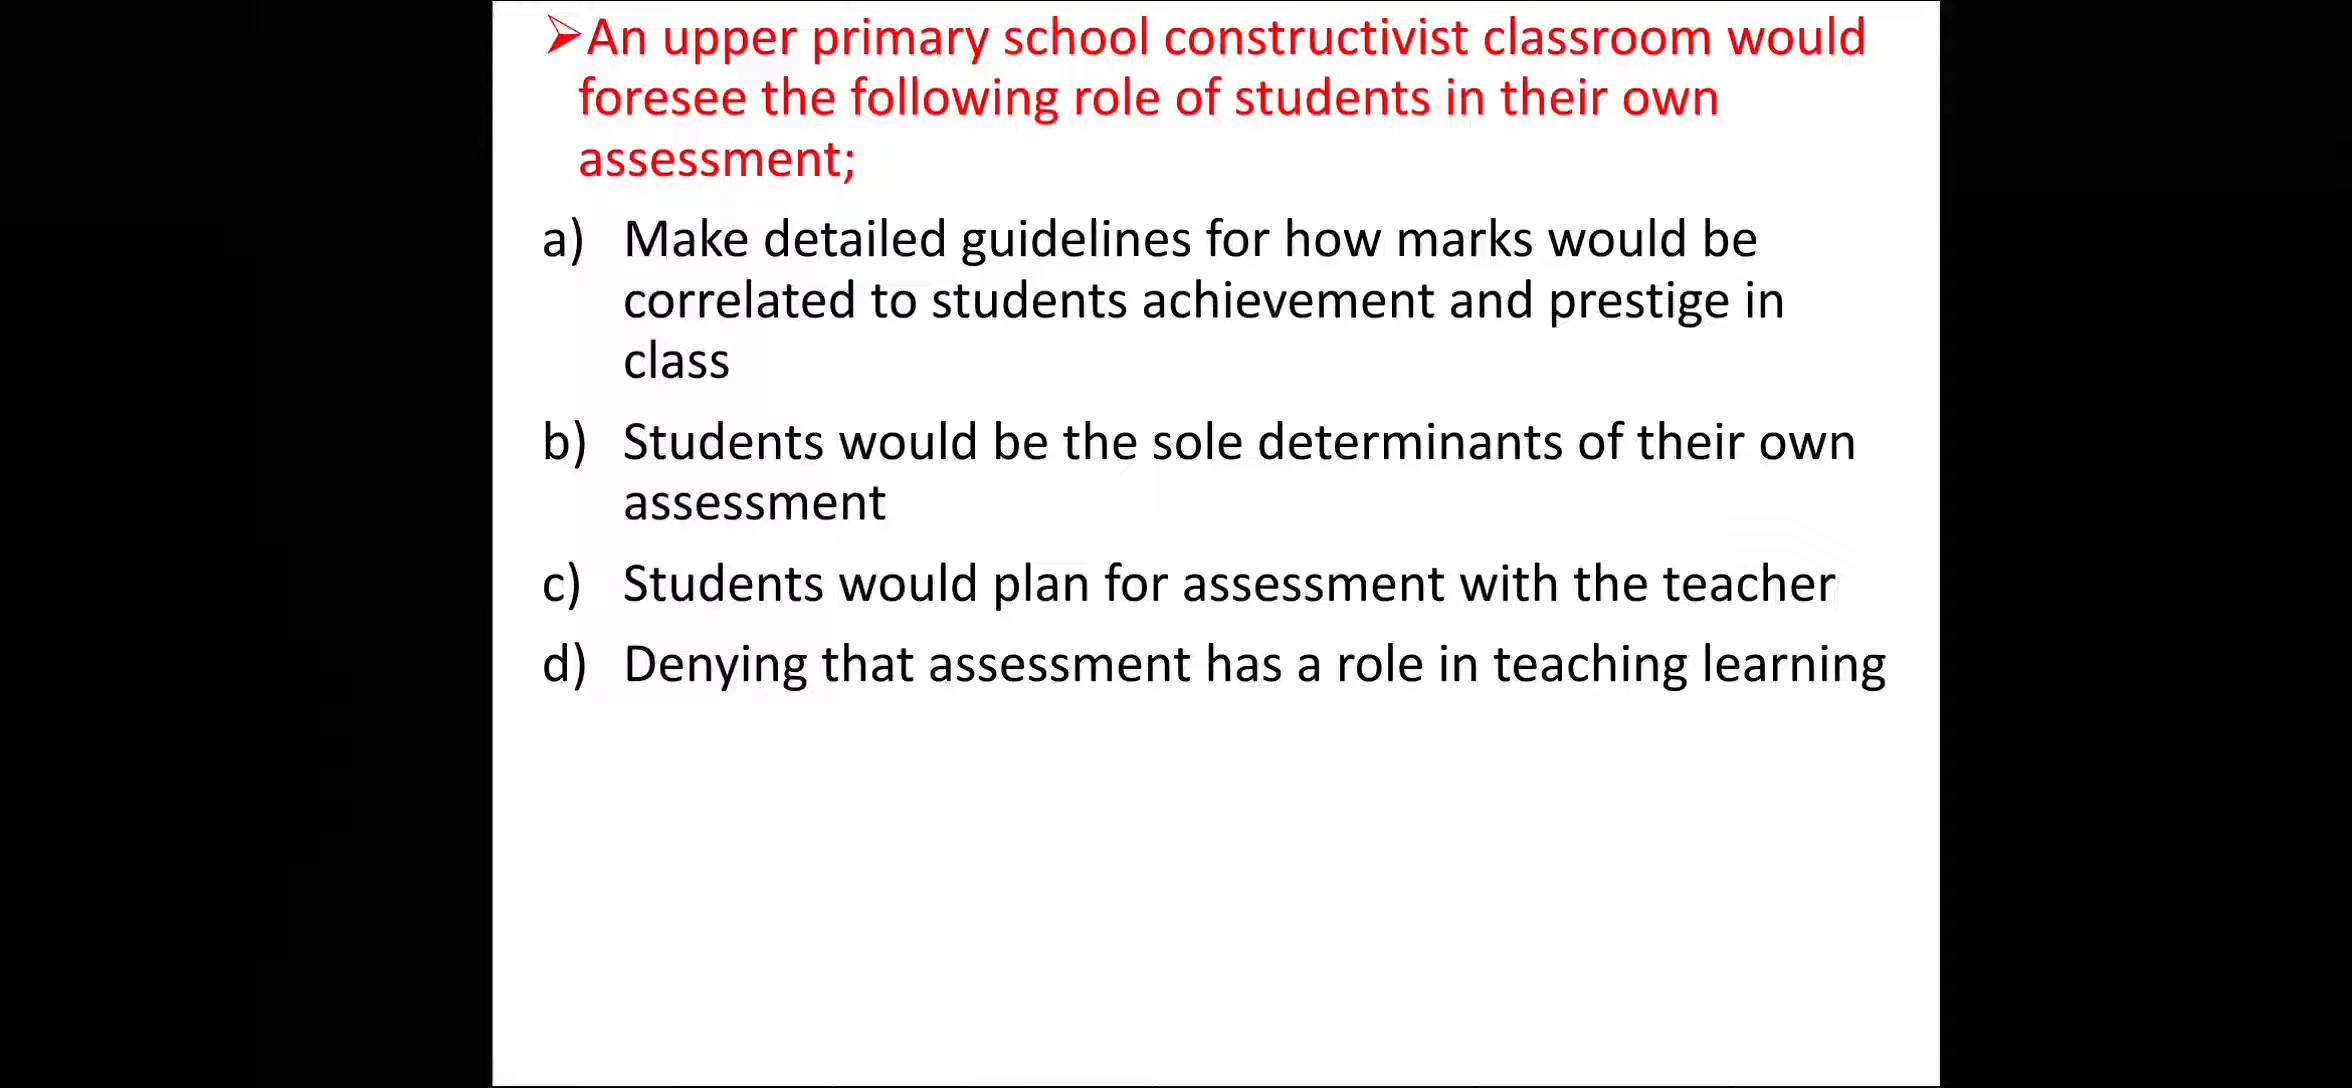 ➢An upper primary school constructivist classroom would
foresee the following role of students in their own
assessment;
a) Make detailed guidelines for how marks would be
correlated to students achievement and prestige in
class
b) Students would be the sole determinants of their own
assessment
c) Students would plan for assessment with the teacher
d) Denying that assessment has a role in teaching learning